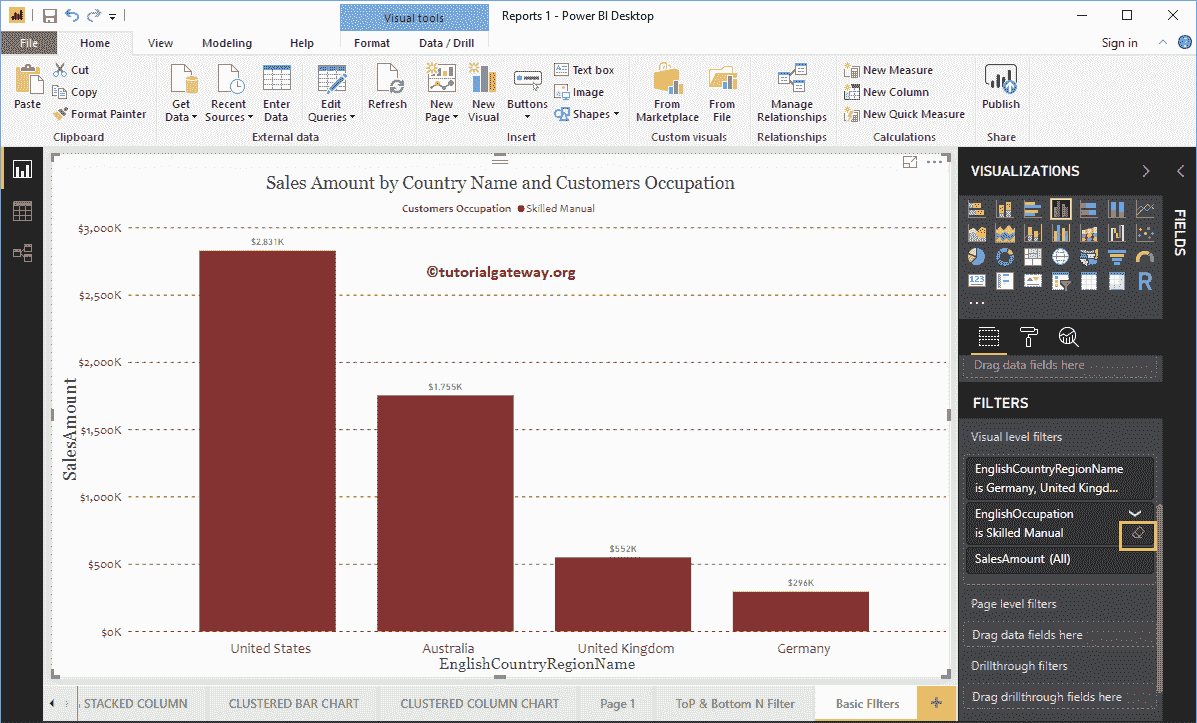 Visual tools
Reports 1 - Power BI Desktop
File
Home
View
Modeling
Help
Format
Data / Drill
Sign in
Paste
Cut
Copy
Format Painter
Clipboard
Get Data
Recent Sources
Enter Data
Edit Queries
External data
Refresh
New Page
New Visual
Buttons
Text box
Image
Shapes
Insert
From Marketplace
From File
Custom visuals
Manage Relationships
Relationships
New Measure
New Column
New Quick Measure
Calculations
Publish
Share
Sales Amount by Country Name and Customers Occupation
Customers Occupation Skilled Manual
©tutorialgateway.org
SalesAmount
$3,000K
$2,500K
$2,000K
$1,500K
$1,000K
$500K
$0K
$2,831K
$1,755K
$552K
$296K
United States
Australia
United Kingdom
Germany
EnglishCountryRegionName
VISUALIZATIONS
FIELDS
123
R
Drag data fields here
FILTERS
Visual level filters
EnglishCountryRegionName
is Germany, United Kingd...
EnglishOccupation
is Skilled Manual
SalesAmount (All)
Page level filters
Drag data fields here
Drillthrough filters
Drag drillthrough fields here
STACKED COLUMN
CLUSTERED BAR CHART
CLUSTERED COLUMN CHART
Page 1
ToP & Bottom N Filter
Basic FIlters
+